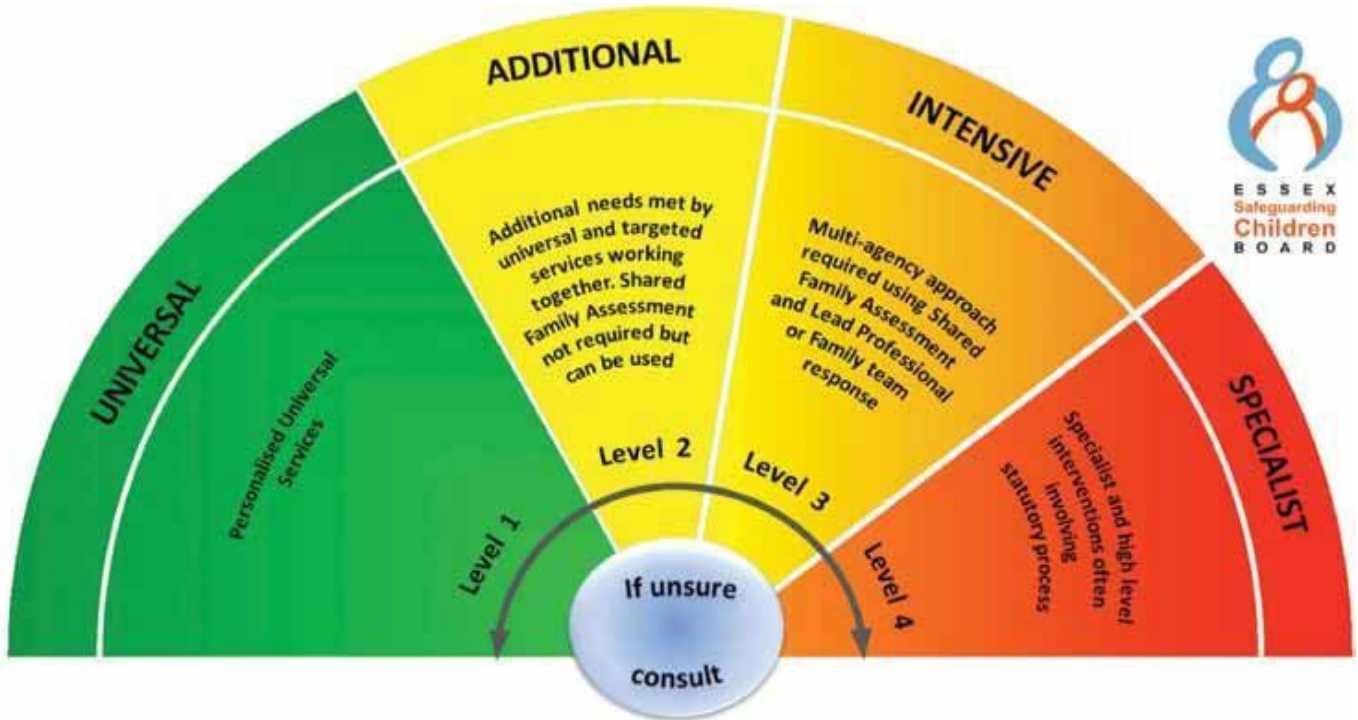 UNIVERSAL
Personalised Universal
Services
Level 1
ADDITIONAL
Additional needs met by
universal and targeted
services working
together. Shared
Family Assessment
not required but
can be used
Level 2
INTENSIVE
Multi-agency approach
required using Shared
Family Assessment
and Lead Professional
or Family team
response
Level 3
SPECIALIST
Specialist and high level
interventions often
involving
statutory process
Level 4
If unsure
consult
ESSEX
Safeguarding
Children
BOARD